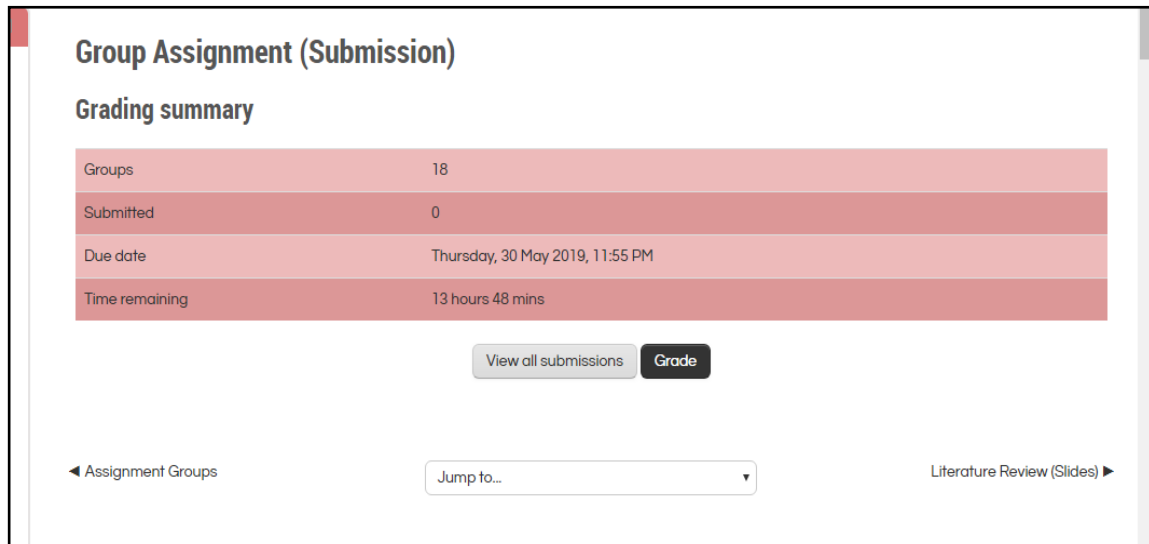 Group Assignment (Submission)
Grading summary
Groups 18
Submitted 0
Due date Thursday, 30 May 2019, 11:55 PM
Time remaining 13 hours 48 mins
View all submissions Grade
◀ Assignment Groups Jump to... ▼ Literature Review (Slides) ▶